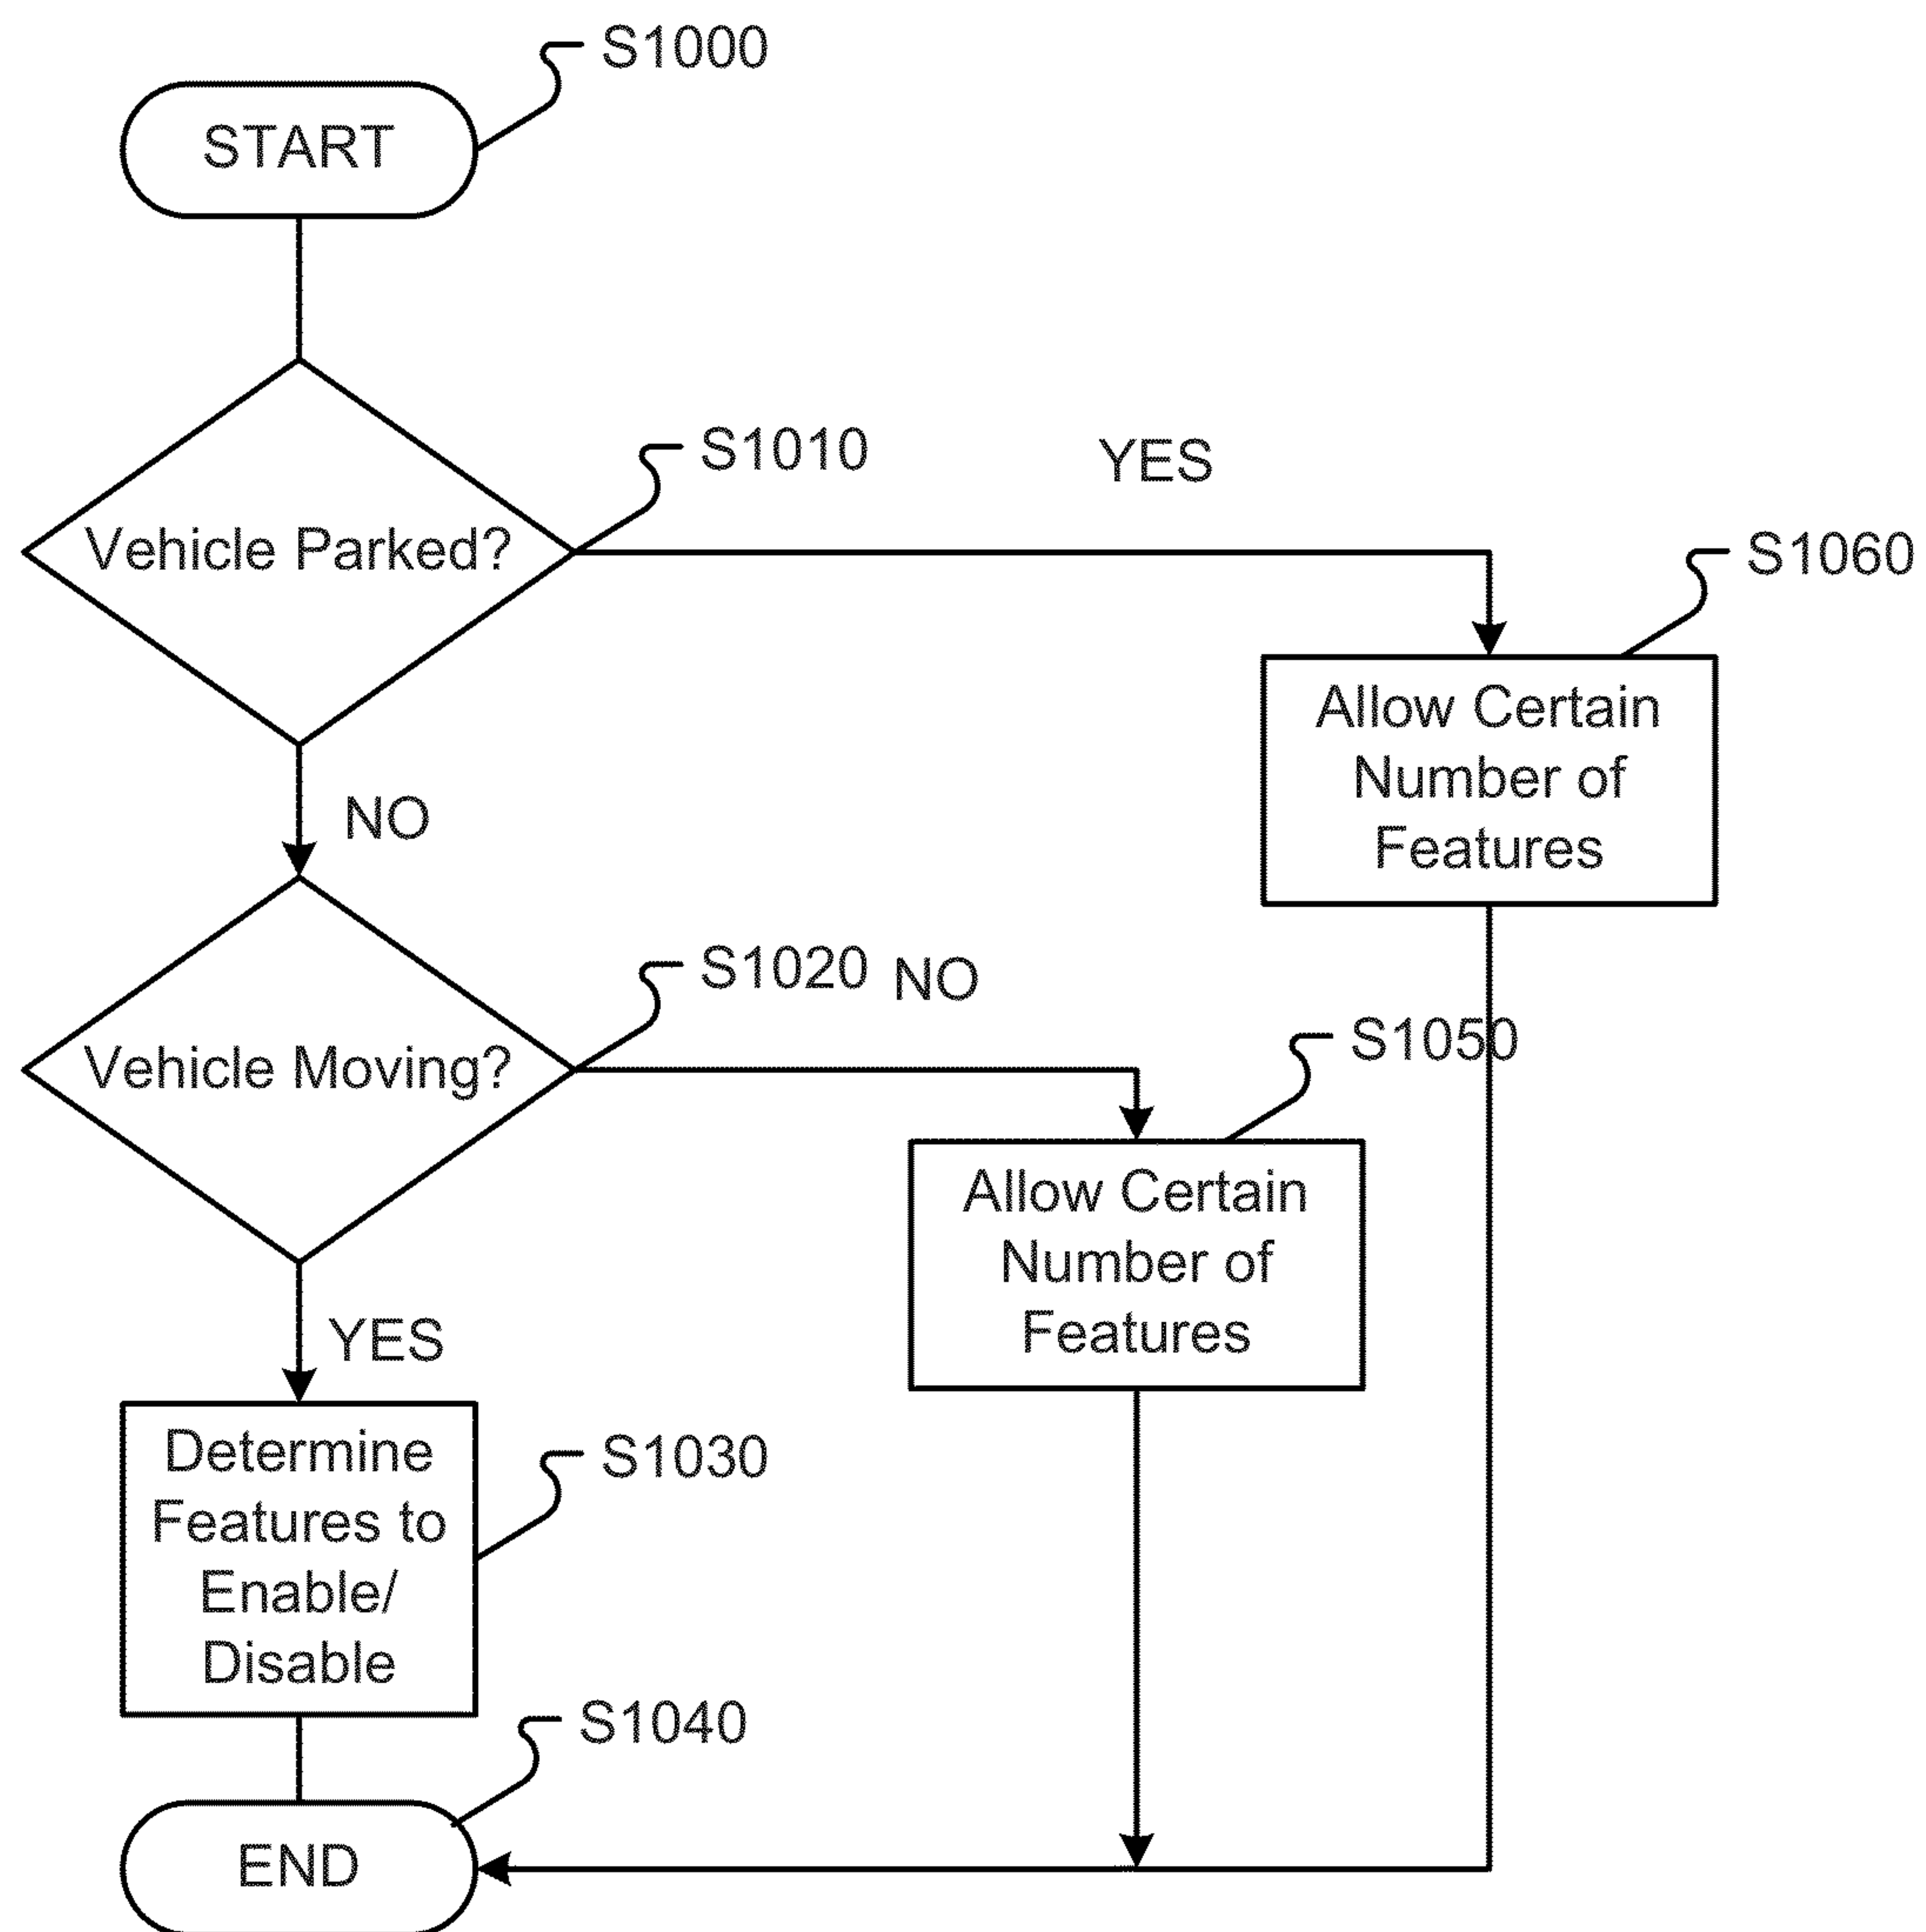 S1000
START
S1010
YES
Vehicle Parked?
S1060
Allow Certain
Number of
Features
NO
S1020
NO
Vehicle Moving?
S1050
Allow Certain
Number of
Features
YES
Determine
Features to
Enable/
Disable
S1030
S1040
END